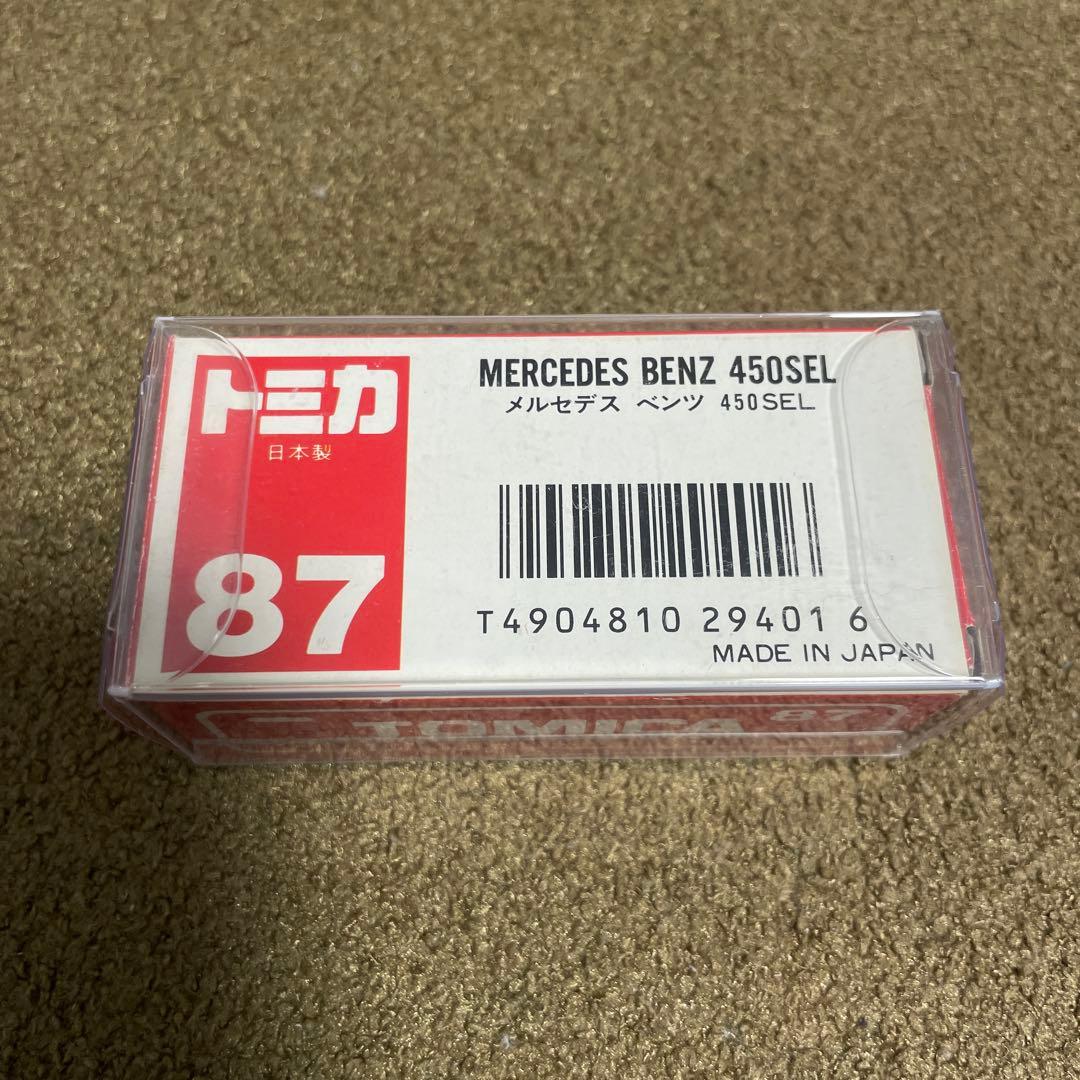 トミカ
日本製
87
MERCEDES BENZ 450SEL
メルセデス ベンツ 450SEL
T4904810 29401 6
MADE IN JAPAN
TOMICA 87